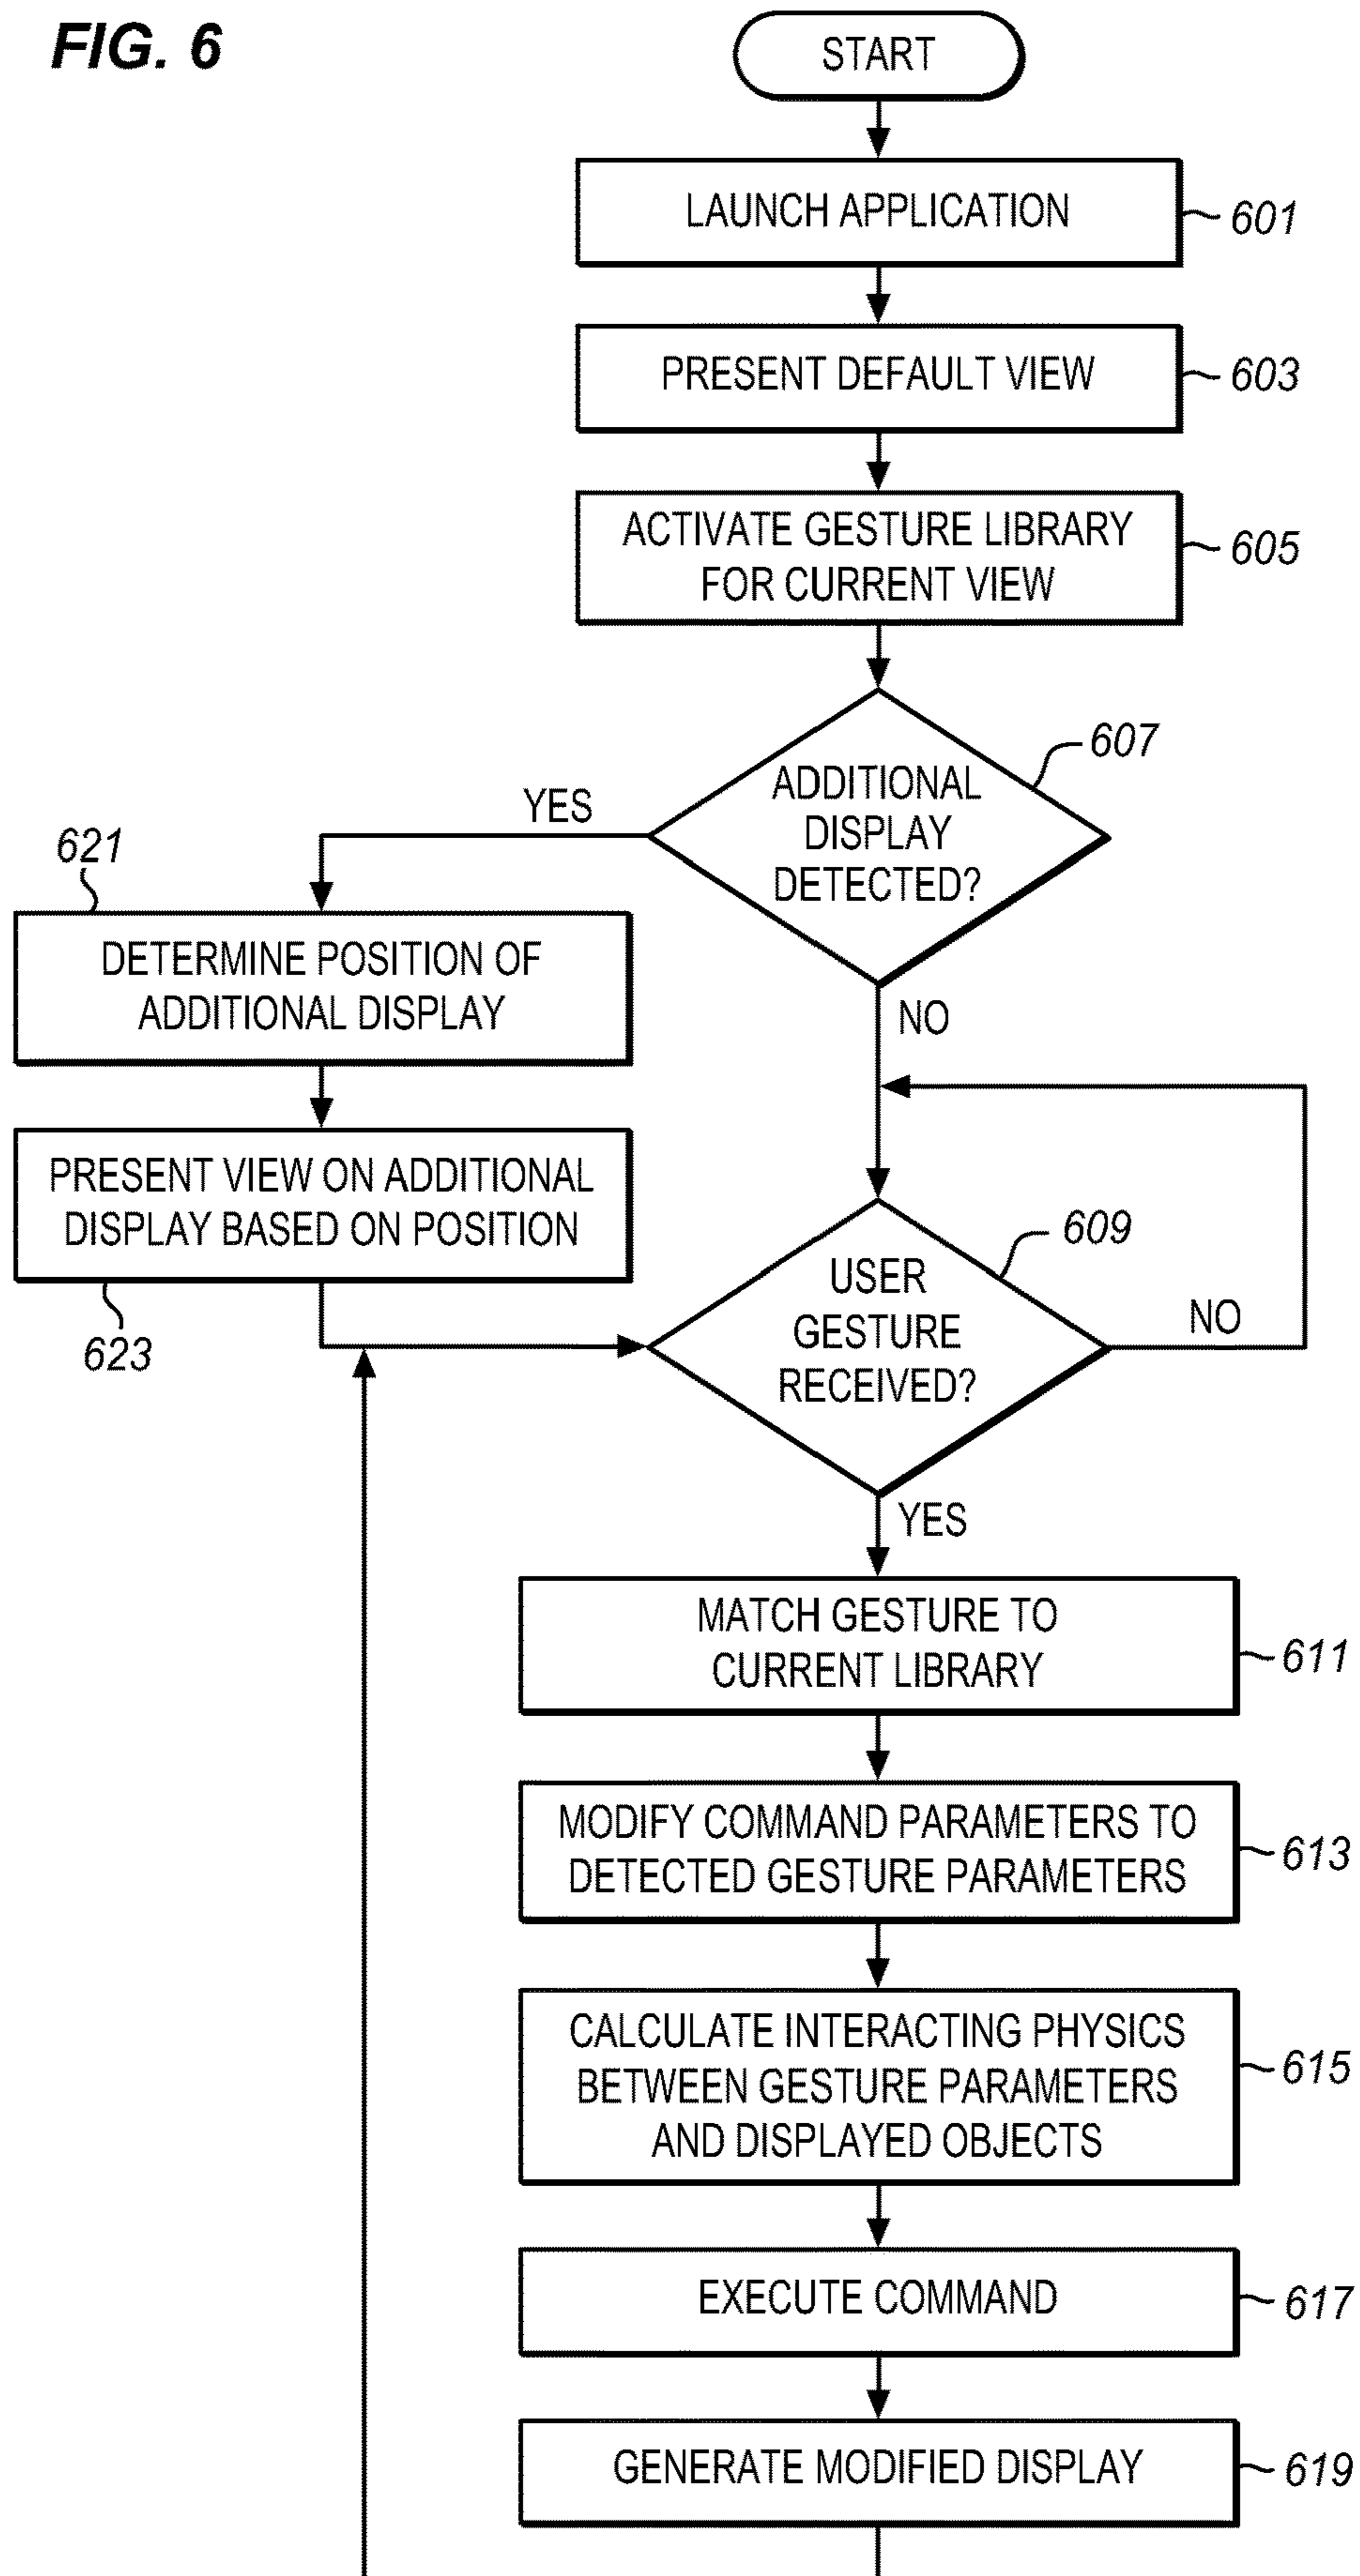 FIG. 6
START
LAUNCH APPLICATION
601
PRESENT DEFAULT VIEW
603
ACTIVATE GESTURE LIBRARY
FOR CURRENT VIEW
605
ADDITIONAL
DISPLAY
DETECTED?
607
YES
NO
621
DETERMINE POSITION OF
ADDITIONAL DISPLAY
PRESENT VIEW ON ADDITIONAL
DISPLAY BASED ON POSITION
623
USER
GESTURE
RECEIVED?
609
NO
YES
MATCH GESTURE TO
CURRENT LIBRARY
611
MODIFY COMMAND PARAMETERS TO
DETECTED GESTURE PARAMETERS
613
CALCULATE INTERACTING PHYSICS
BETWEEN GESTURE PARAMETERS
AND DISPLAYED OBJECTS
615
EXECUTE COMMAND
617
GENERATE MODIFIED DISPLAY
619